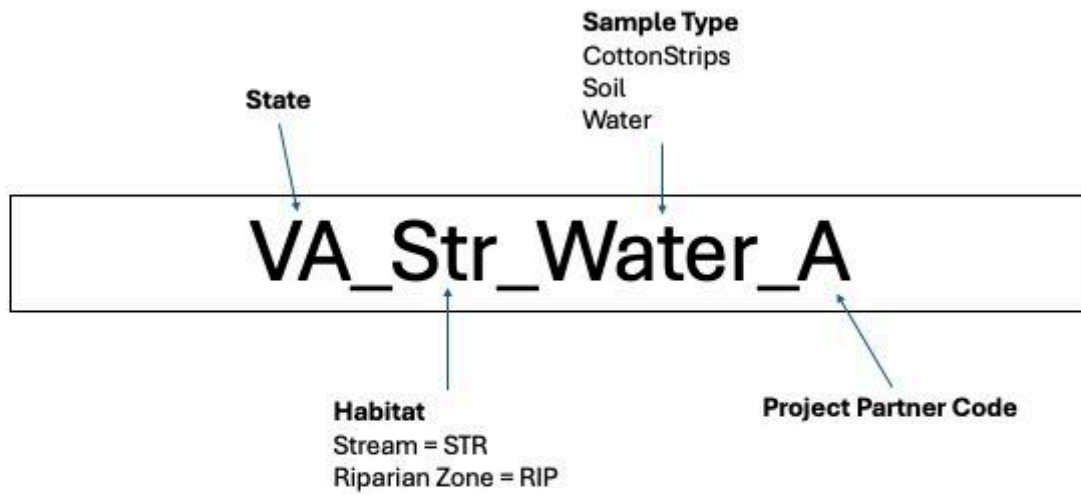 Sample Type
CottonStrips
Soil
Water
State
VA_Str_Water_A
Habitat
Stream = STR
Riparian Zone = RIP
Project Partner Code